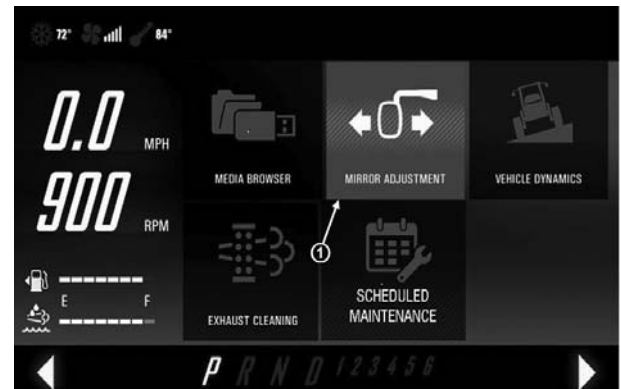 72° 84°
0.0 MPH
900 RPM
E F
MEDIA BROWSER
MIRROR ADJUSTMENT
VEHICLE DYNAMICS
1
EXHAUST CLEANING
SCHEDULED
MAINTENANCE
P R N D 1 2 3 4 5 6